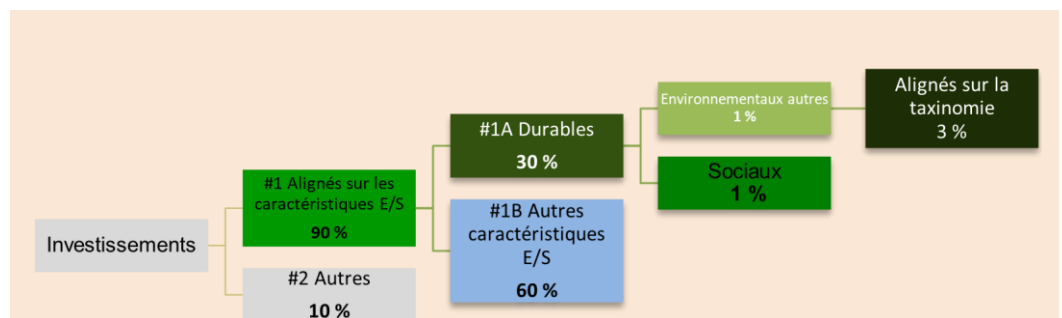 Investissements
#1 Alignés sur les
caractéristiques E/S
90 %
#2 Autres
10 %
#1A Durables
30 %
#1B Autres
caractéristiques
E/S
60 %
Environnementaux autres
1 %
Sociaux
1 %
Alignés sur la
taxinomie
3 %